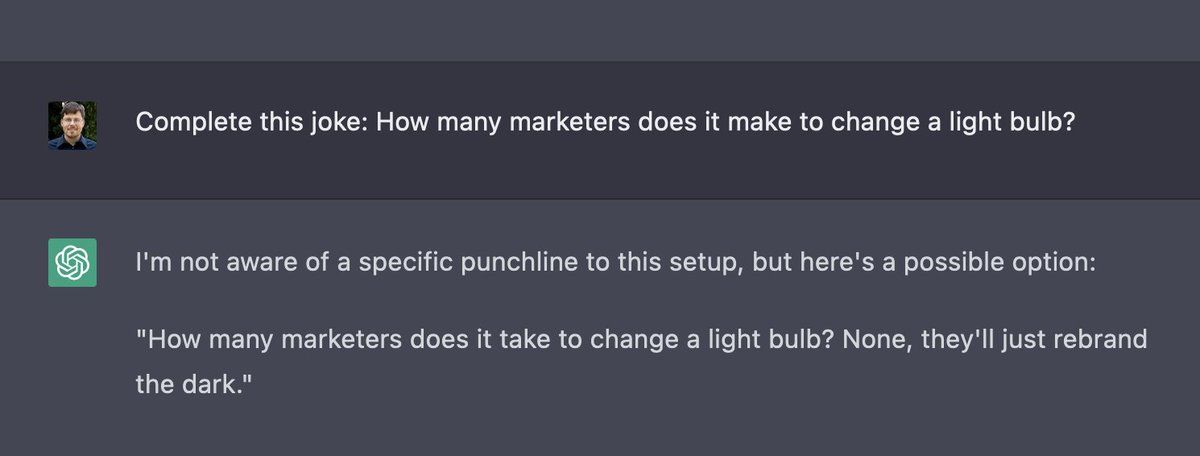 Complete this joke: How many marketers does it make to change a light bulb?
I'm not aware of a specific punchline to this setup, but here's a possible option:
"How many marketers does it take to change a light bulb? None, they'll just rebrand
the dark."